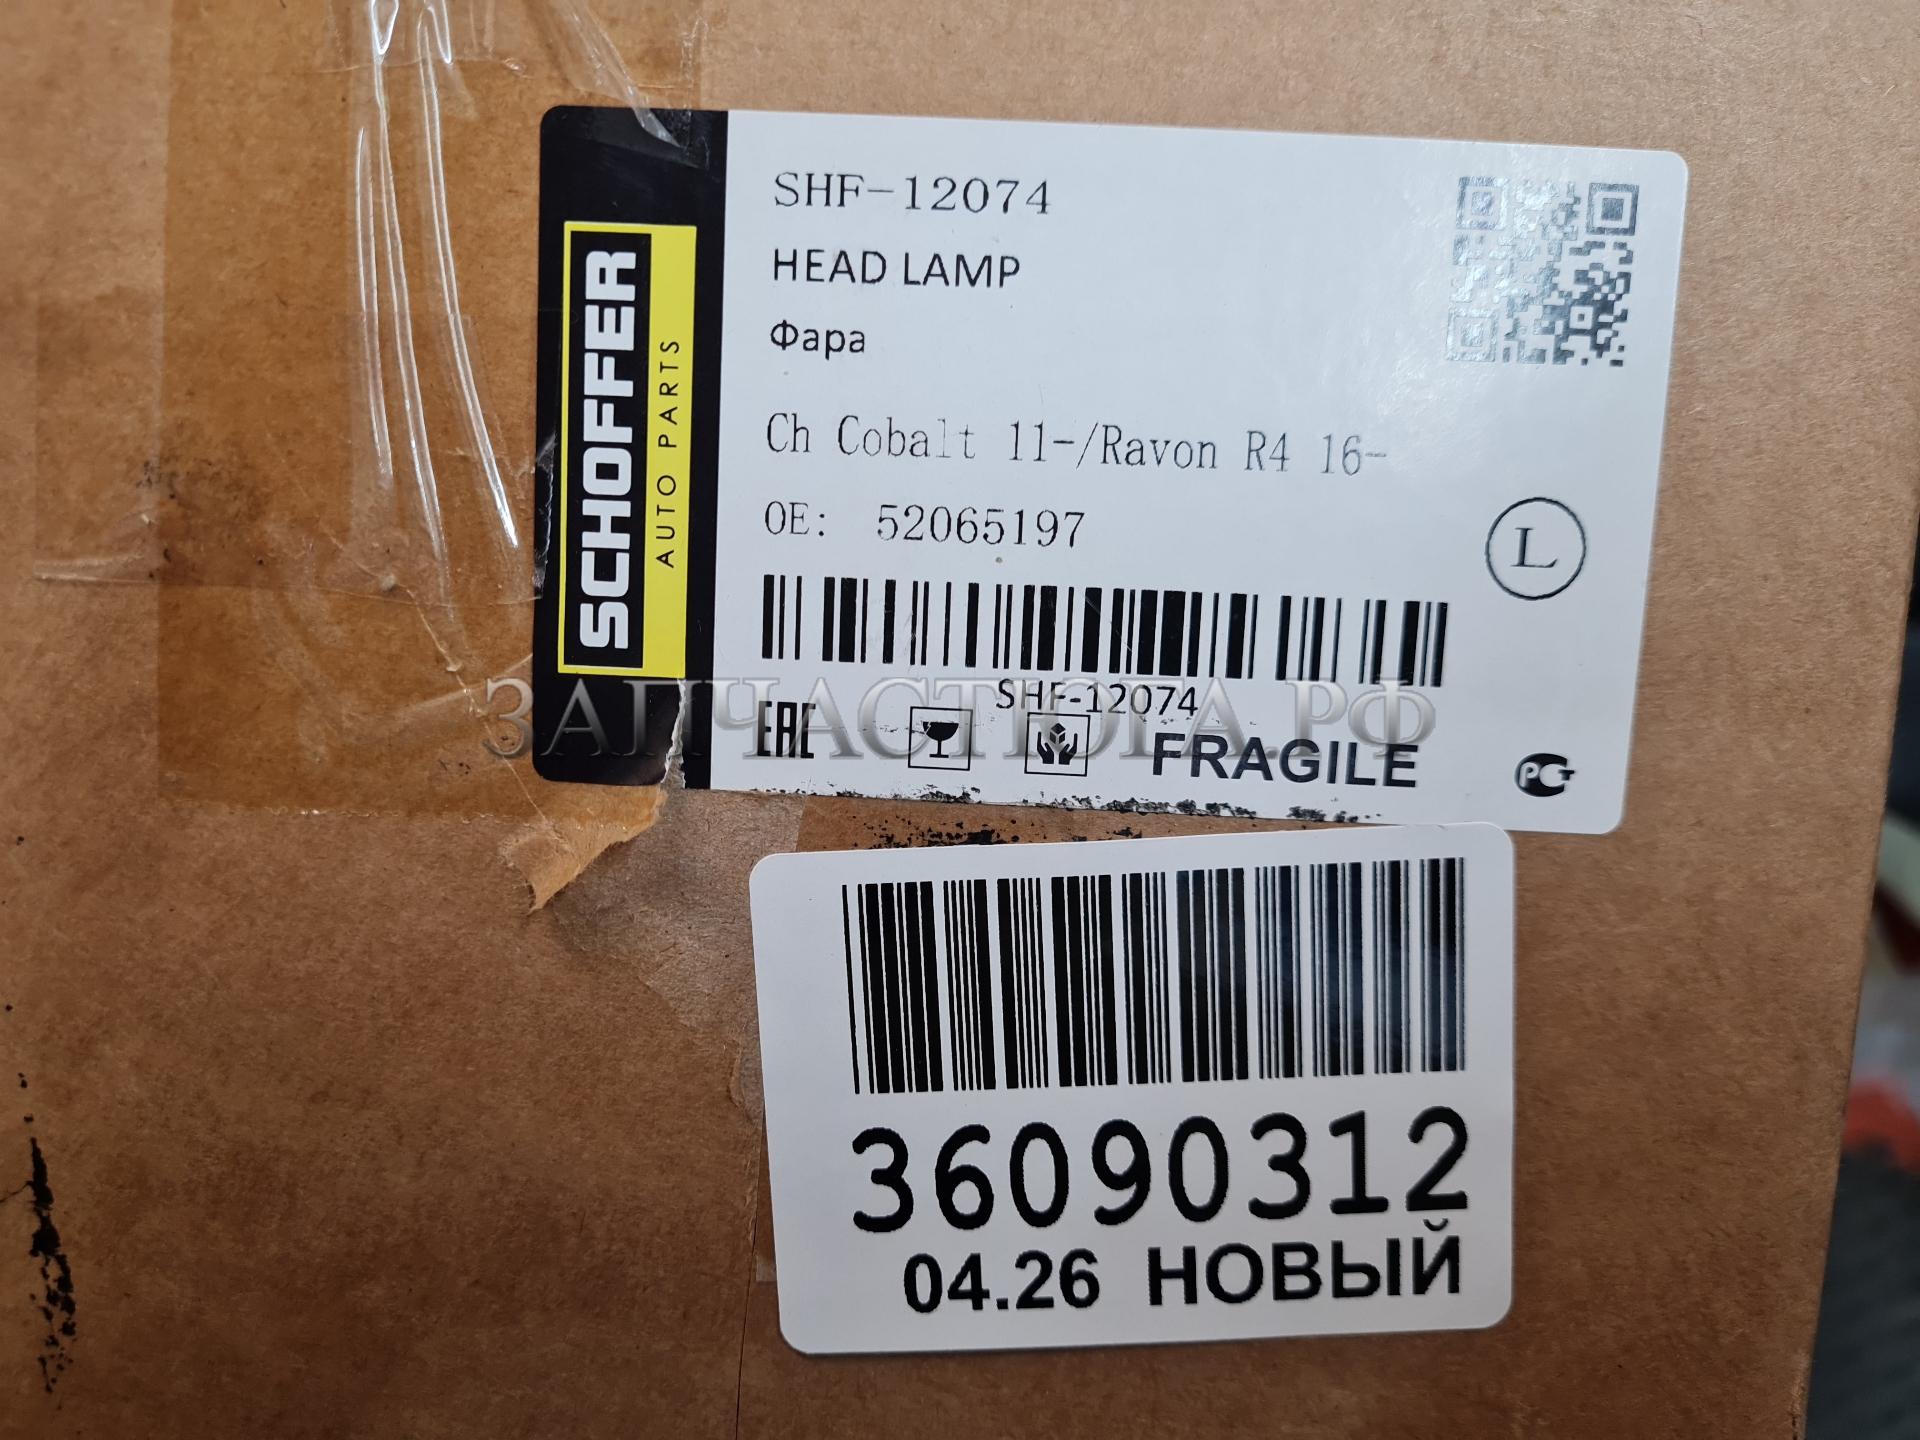 SCHOFFER
AUTO PARTS
SHF-12074
HEAD LAMP
Фара
Ch Cobalt 11-/Ravon R4 16-
OE: 52065197
L
SHF-12074
EAC
FRAGILE
РСТ
ЗАПЧАСТЮГА.РФ
36090312
04.26 НОВЫЙ